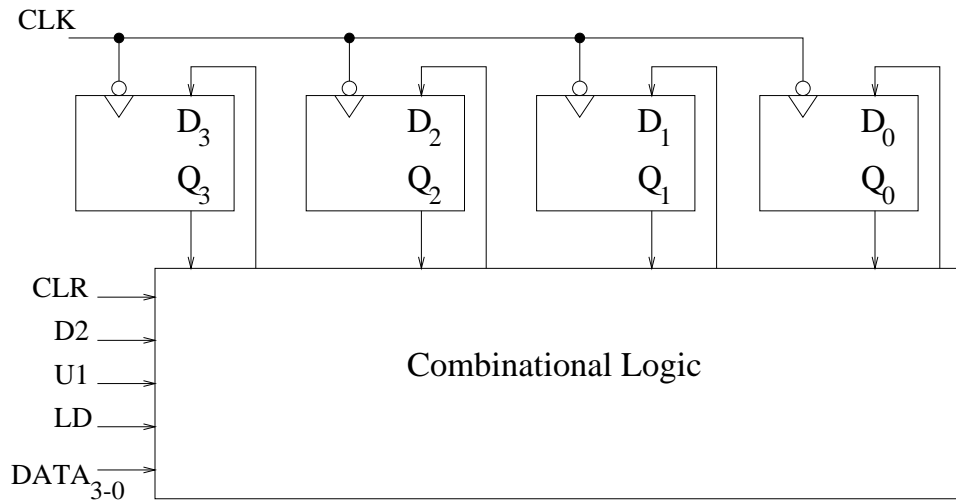 CLK
D3 D2 D1 D0
Q3 Q2 Q1 Q0
CLR
D2
U1
LD
DATA3-0
Combinational Logic